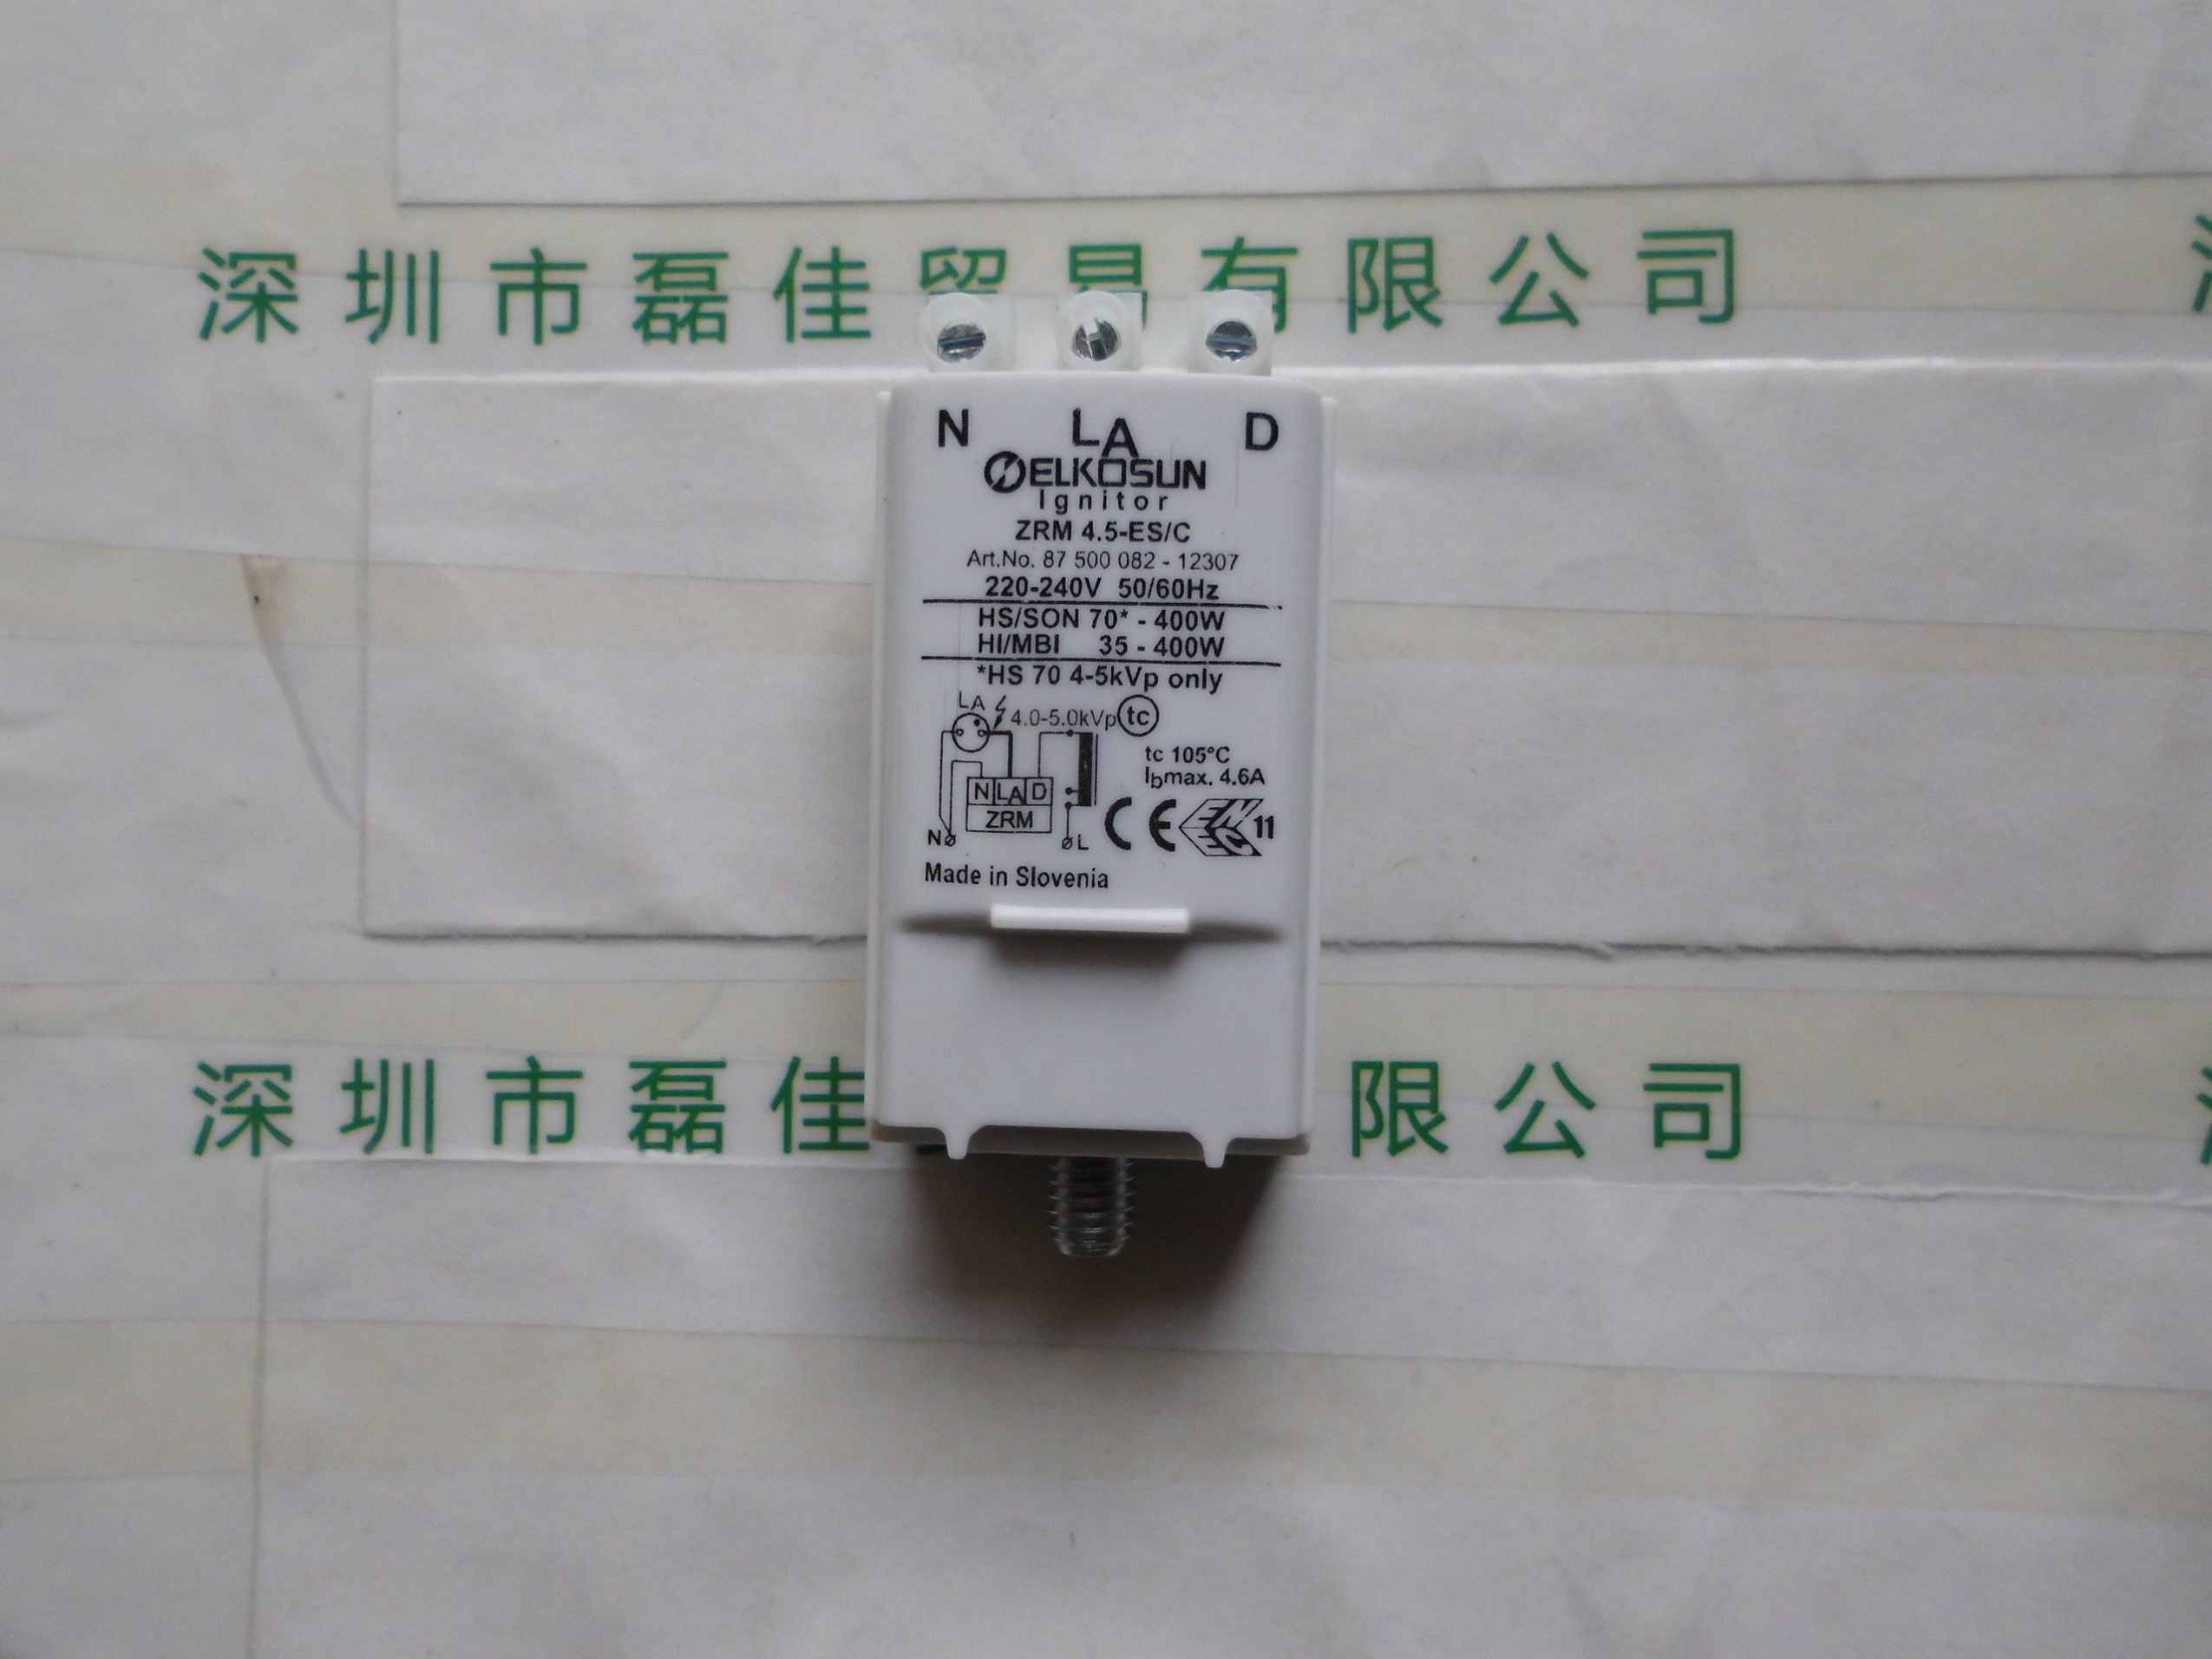 深圳市磊佳贸易有限公司
N LA D
ELKOSUN
Ignitor
ZRM 4.5-ES/C
Art.No. 87 500 082 - 12307
220-240V 50/60Hz
HS/SON 70* - 400W
HI/MBI 35 - 400W
*HS 70 4-5kVp only
LA 4.0-5.0kVp tc
tc 105°C
Ibmax. 4.6A
N LA D
ZRM
N L CE ENEC 11
Made in Slovenia
深圳市磊佳 限公司